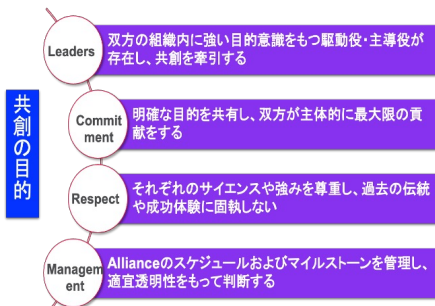 共創の目的
Leaders
双方の組織内に強い目的意識をもつ駆動役・主導役が
存在し、共創を牽引する
Commit
ment
明確な目的を共有し、双方が主体的に最大限の貢
献をする
Respect
それぞれのサイエンスや強みを尊重し、過去の伝統
や成功体験に固執しない
Managem
ent
Allianceのスケジュールおよびマイルストーンを管理し、
適宜透明性をもって判断する